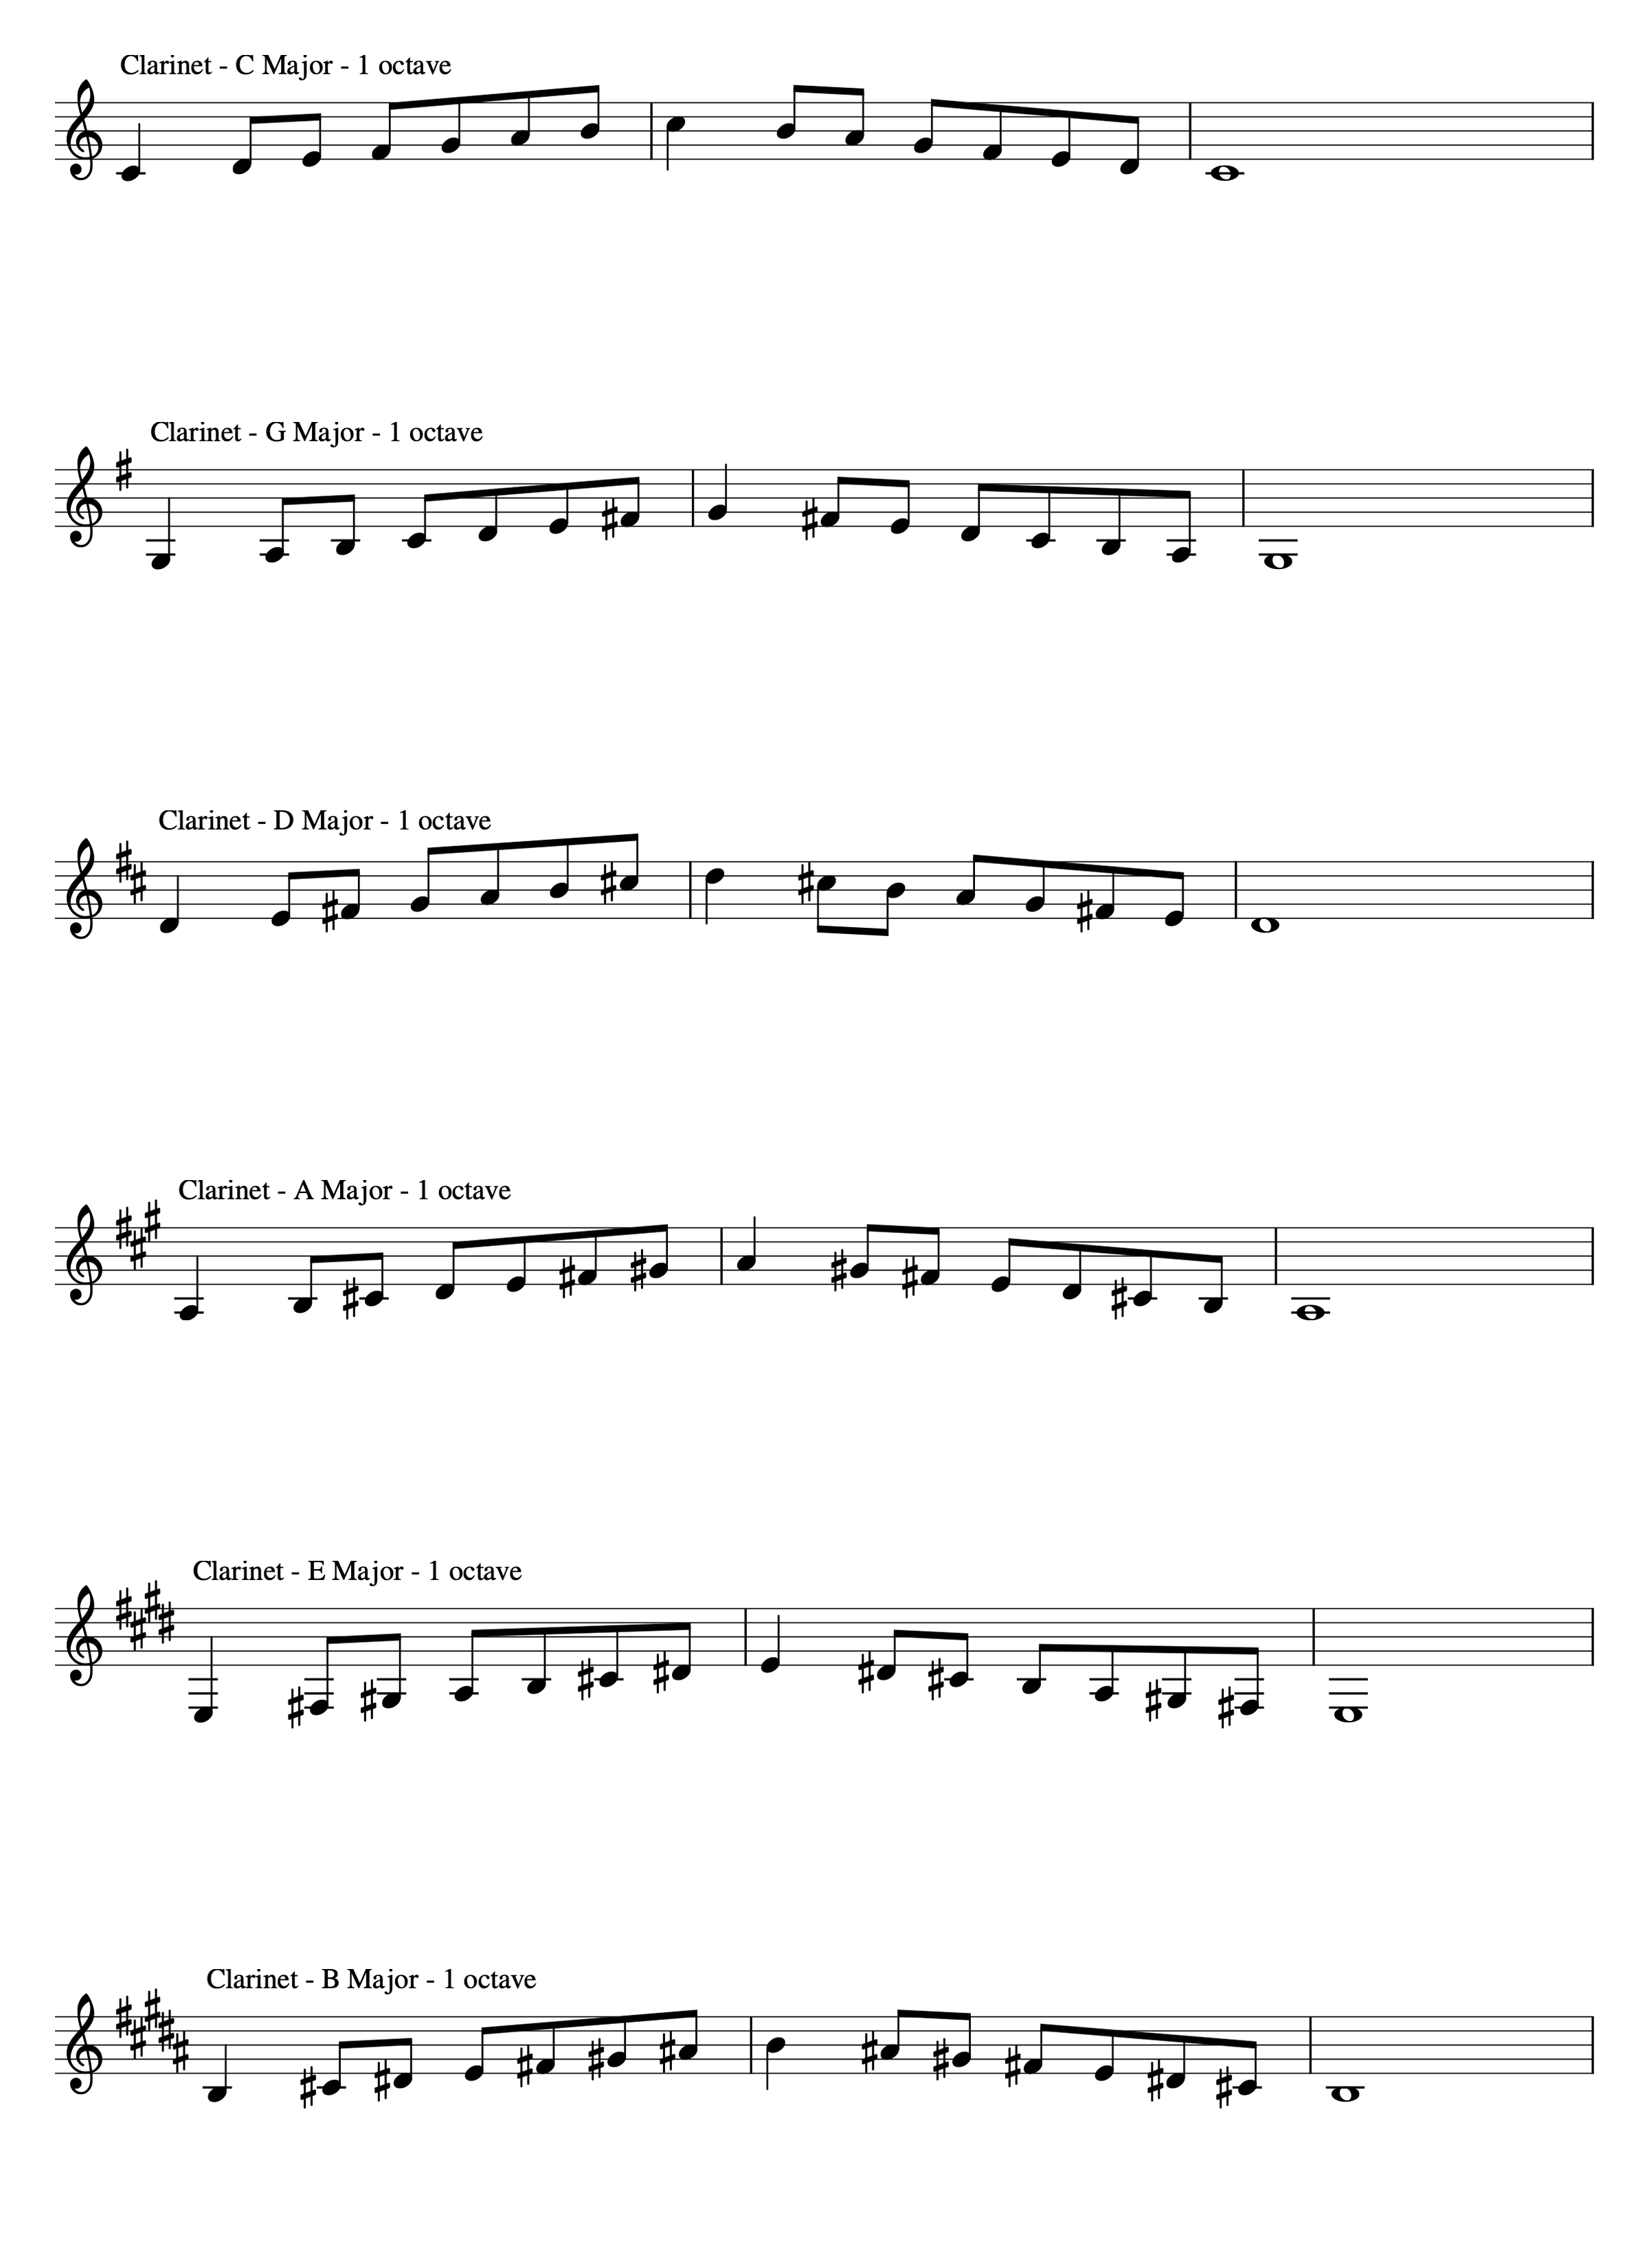 Clarinet - C Major - 1 octave
Clarinet - G Major - 1 octave
Clarinet - D Major - 1 octave
Clarinet - A Major - 1 octave
Clarinet - E Major - 1 octave
Clarinet - B Major - 1 octave